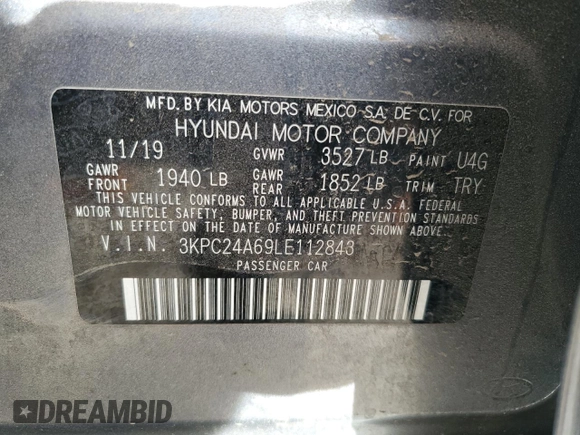 MFD. BY KIA MOTORS MEXICO S.A. DE C.V. FOR
HYUNDAI MOTOR COMPANY
11/19 GVWR 3527 LB PAINT U4G
GAWR FRONT 1940 LB GAWR REAR 1852 LB TRIM TRY
THIS VEHICLE CONFORMS TO ALL APPLICABLE U.S.A. FEDERAL
MOTOR VEHICLE SAFETY, BUMPER, AND THEFT PREVENTION STANDARDS
IN EFFECT ON THE DATE OF MANUFACTURE SHOWN ABOVE.
V.I.N. 3KPC24A69LE112843
PASSENGER CAR
DREAMBID